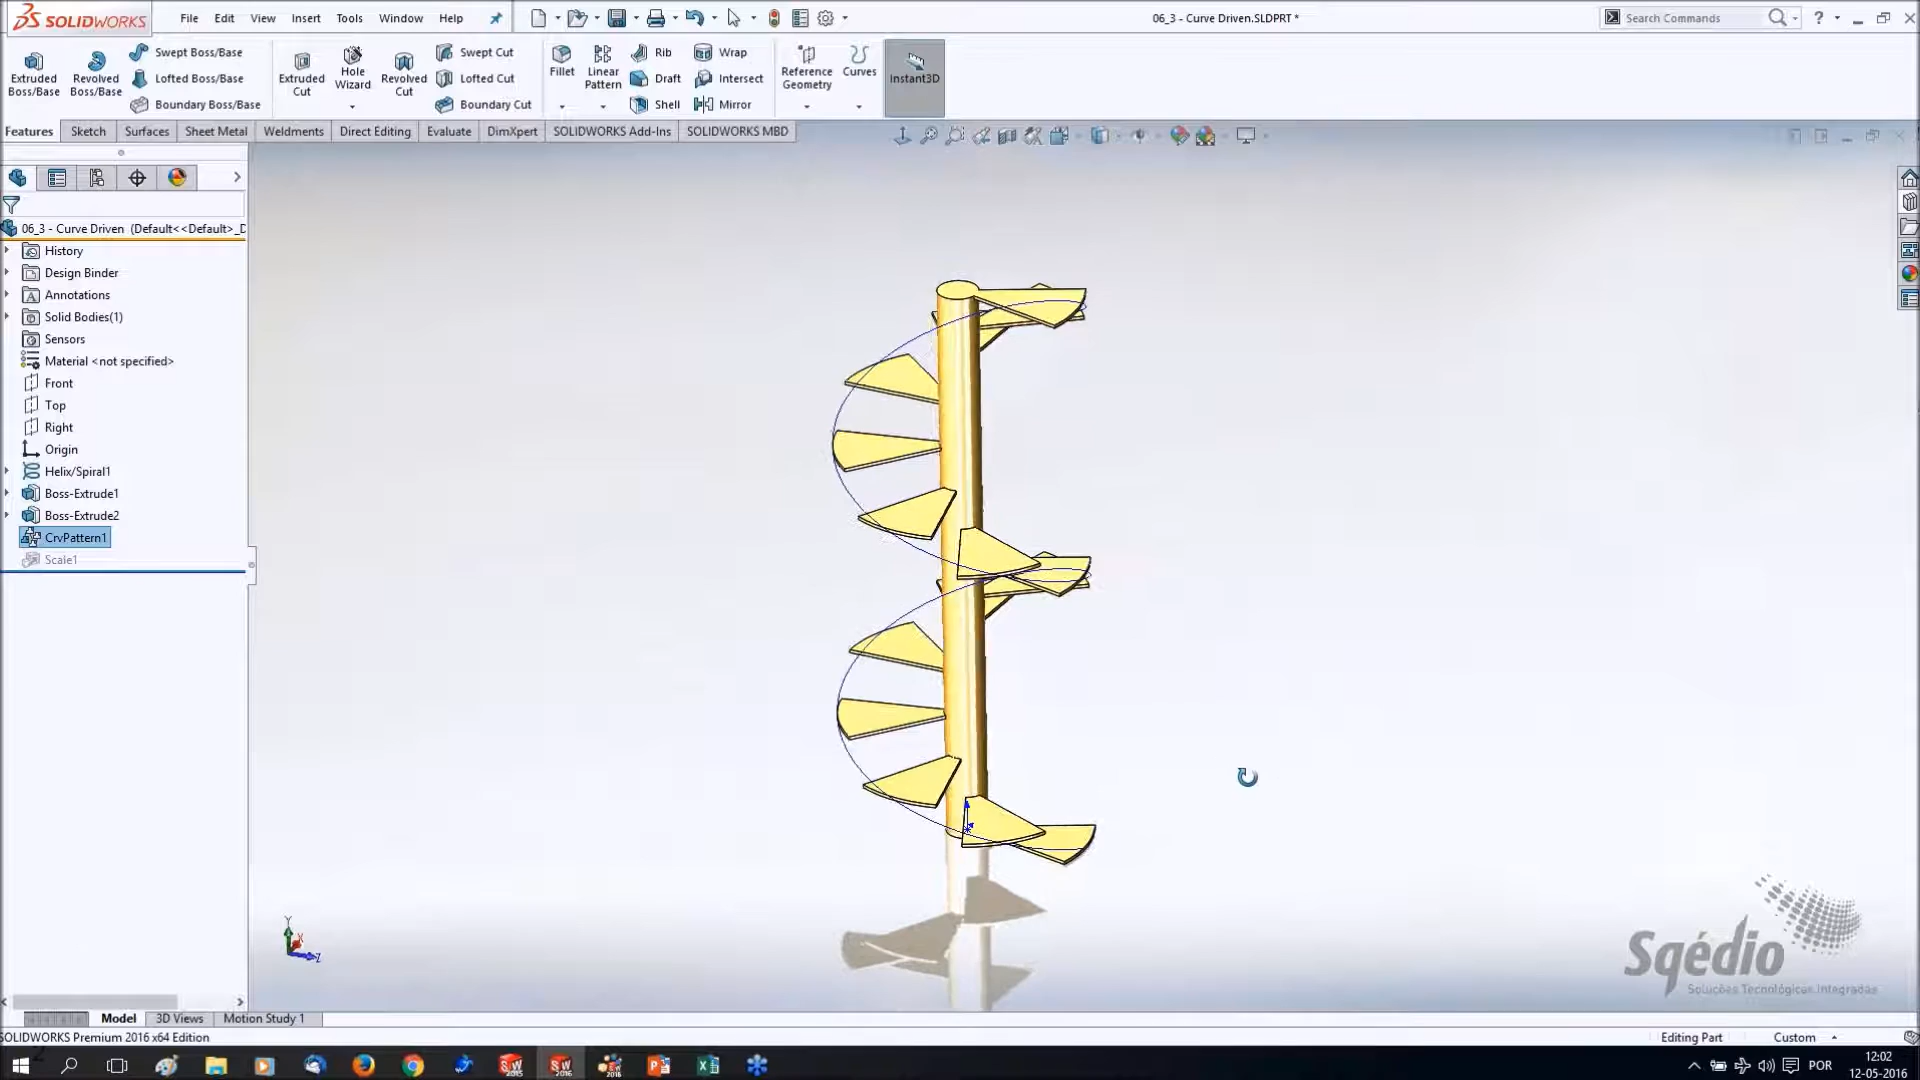 SOLIDWORKS File Edit View Insert Tools Window Help 06_3 - Curve Driven.SLDPRT * Search Commands ?
Extruded Boss/Base
Revolved Boss/Base
Swept Boss/Base
Lofted Boss/Base
Boundary Boss/Base
Extruded Cut
Hole Wizard
Revolved Cut
Swept Cut
Lofted Cut
Boundary Cut
Fillet
Linear Pattern
Rib
Draft
Shell
Wrap
Intersect
Mirror
Reference Geometry
Curves
Instant3D
Features Sketch Surfaces Sheet Metal Weldments Direct Editing Evaluate DimXpert SOLIDWORKS Add-Ins SOLIDWORKS MBD
06_3 - Curve Driven (Default<<Default>_D
History
Design Binder
Annotations
Solid Bodies(1)
Sensors
Material <not specified>
Front
Top
Right
Origin
Helix/Spiral1
Boss-Extrude1
Boss-Extrude2
CrvPattern1
Scale1
Y
X
Z
Sqédio
Soluções Tecnológicas Integradas
Model 3D Views Motion Study 1
SOLIDWORKS Premium 2016 x64 Edition Editing Part Custom
2015 2016 2016
POR
12:02
12-05-2016